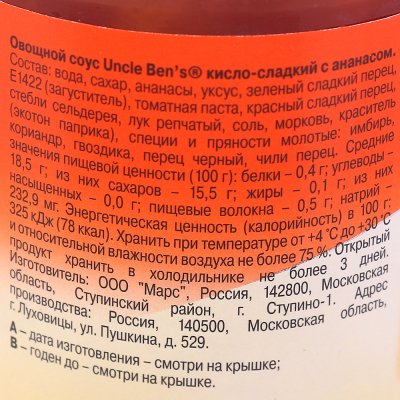 Овощной соус Uncle Ben's® кисло-сладкий с ананасом.
Состав: вода, сахар, ананасы, уксус, зеленый сладкий перец,
E1422 (загуститель), томатная паста, красный сладкий перец,
стебли сельдерея, лук репчатый, соль, морковь, краситель
(экотон паприка), специи и пряности молотые: имбирь,
кориандр, гвоздика, перец черный, чили перец. Средние
значения пищевой ценности (100 г): белки – 0,4 г; углеводы –
18,5 г; из них сахаров – 15,5 г; жиры – 0,1 г; из них
насыщенных – 0,0 г; пищевые волокна – 0,5 г; натрий –
232,9 мг. Энергетическая ценность (калорийность) в 100 г:
325 кДж (78 ккал). Хранить при температуре от +4°C до +30°C
и относительной влажности воздуха не более 75 %. Открытый
продукт хранить в холодильнике не более 3 дней.
Изготовитель: ООО "Марс", Россия, 142800, Московская
область, Ступинский район, г. Ступино-1. Адрес
производства: Россия, 140500, Московская область,
г. Луховицы, ул. Пушкина, д. 529.
А – дата изготовления – смотри на крышке;
В – годен до – смотри на крышке.